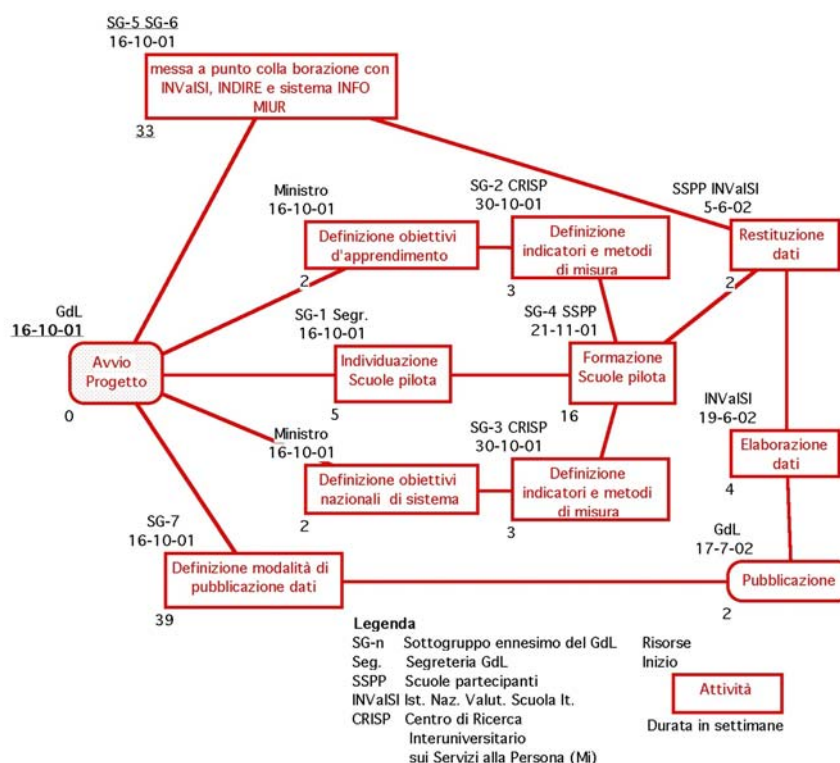 SG-5 SG-6
16-10-01
messa a punto colla borazione con
INValSI, INDIRE e sistema INFO
MIUR
33
Ministro
16-10-01
Definizione obiettivi
d'apprendimento
2
SG-2 CRISP
30-10-01
Definizione
indicatori e metodi
di misura
3
SSPP INValSI
5-6-02
Restituzione
dati
2
GdL
16-10-01
Avvio
Progetto
0
SG-1 Segr.
16-10-01
Individuazione
Scuole pilota
5
SG-4 SSPP
21-11-01
Formazione
Scuole pilota
16
Ministro
16-10-01
Definizione obiettivi
nazionali di sistema
2
SG-3 CRISP
30-10-01
Definizione
indicatori e metodi
di misura
3
INValSI
19-6-02
Elaborazione
dati
4
SG-7
16-10-01
Definizione modalità di
pubblicazione dati
39
GdL
17-7-02
Pubblicazione
2
Legenda
SG-n Sottogruppo ennesimo del GdL
Seg. Segreteria GdL
SSPP Scuole partecipanti
INValSI Ist. Naz. Valut. Scuola It.
CRISP Centro di Ricerca
Interuniversitario
sui Servizi alla Persona (Mi)
Risorse
Inizio
Attività
Durata in settimane